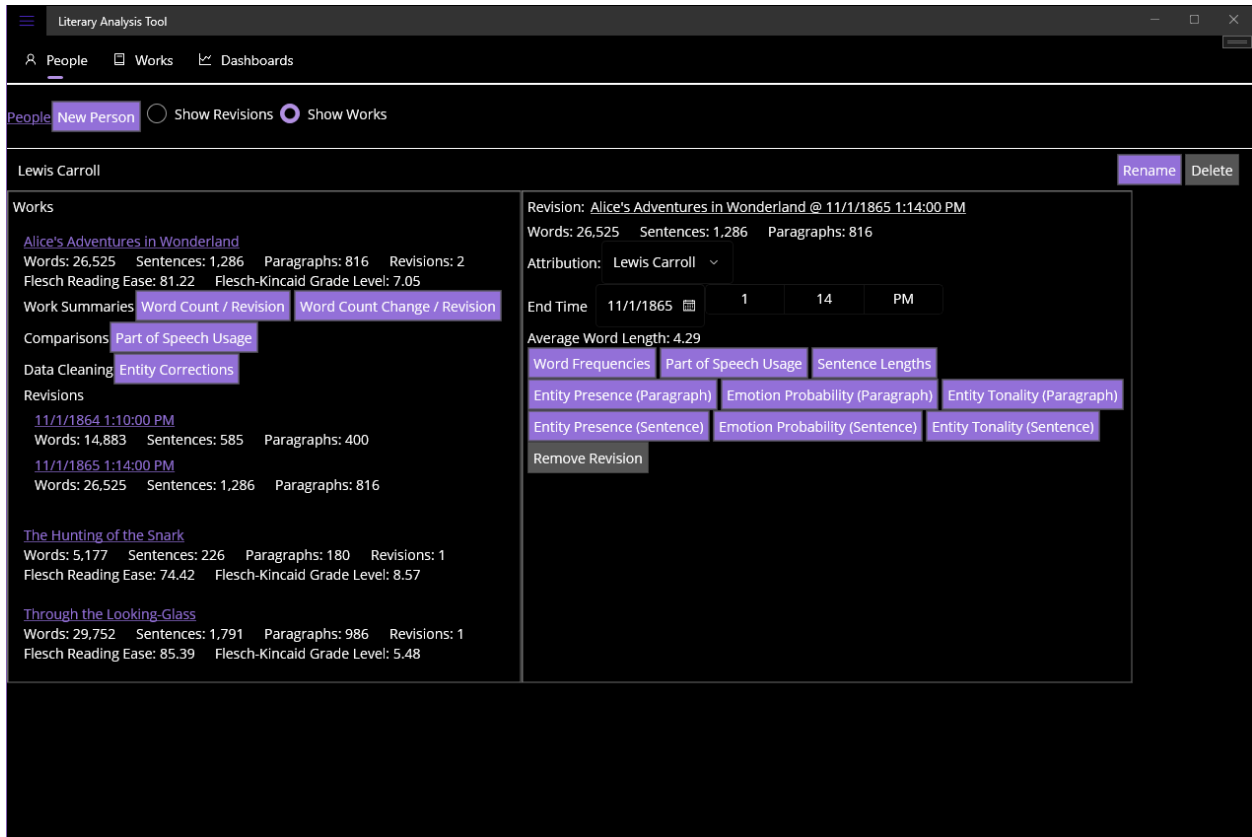 Literary Analysis Tool
People Works Dashboards
People New Person Show Revisions Show Works
Lewis Carroll Rename Delete
Works
Alice's Adventures in Wonderland
Words: 26,525 Sentences: 1,286 Paragraphs: 816 Revisions: 2
Flesch Reading Ease: 81.22 Flesch-Kincaid Grade Level: 7.05
Work Summaries Word Count / Revision Word Count Change / Revision
Comparisons Part of Speech Usage
Data Cleaning Entity Corrections
Revisions
11/1/1864 1:10:00 PM
Words: 14,883 Sentences: 585 Paragraphs: 400
11/1/1865 1:14:00 PM
Words: 26,525 Sentences: 1,286 Paragraphs: 816
The Hunting of the Snark
Words: 5,177 Sentences: 226 Paragraphs: 180 Revisions: 1
Flesch Reading Ease: 74.42 Flesch-Kincaid Grade Level: 8.57
Through the Looking-Glass
Words: 29,752 Sentences: 1,791 Paragraphs: 986 Revisions: 1
Flesch Reading Ease: 85.39 Flesch-Kincaid Grade Level: 5.48
Revision: Alice's Adventures in Wonderland @ 11/1/1865 1:14:00 PM
Words: 26,525 Sentences: 1,286 Paragraphs: 816
Attribution: Lewis Carroll
End Time 11/1/1865 1 14 PM
Average Word Length: 4.29
Word Frequencies Part of Speech Usage Sentence Lengths
Entity Presence (Paragraph) Emotion Probability (Paragraph) Entity Tonality (Paragraph)
Entity Presence (Sentence) Emotion Probability (Sentence) Entity Tonality (Sentence)
Remove Revision